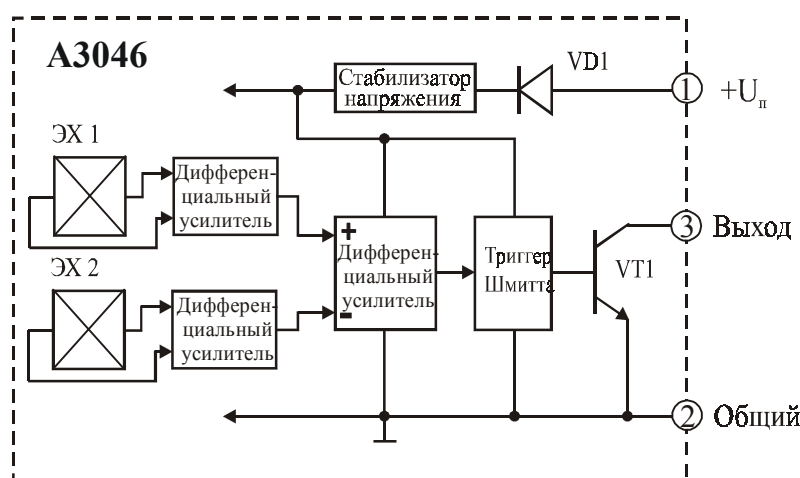 A3046
VD1
Стабилизатор
напряжения
1
+Uп
ЭХ 1
Дифферен-
циальный
усилитель
+
Дифферен-
циальный
усилитель
-
Триггер
Шмитта
VT1
3
Выход
ЭХ 2
Дифферен-
циальный
усилитель
2
Общий